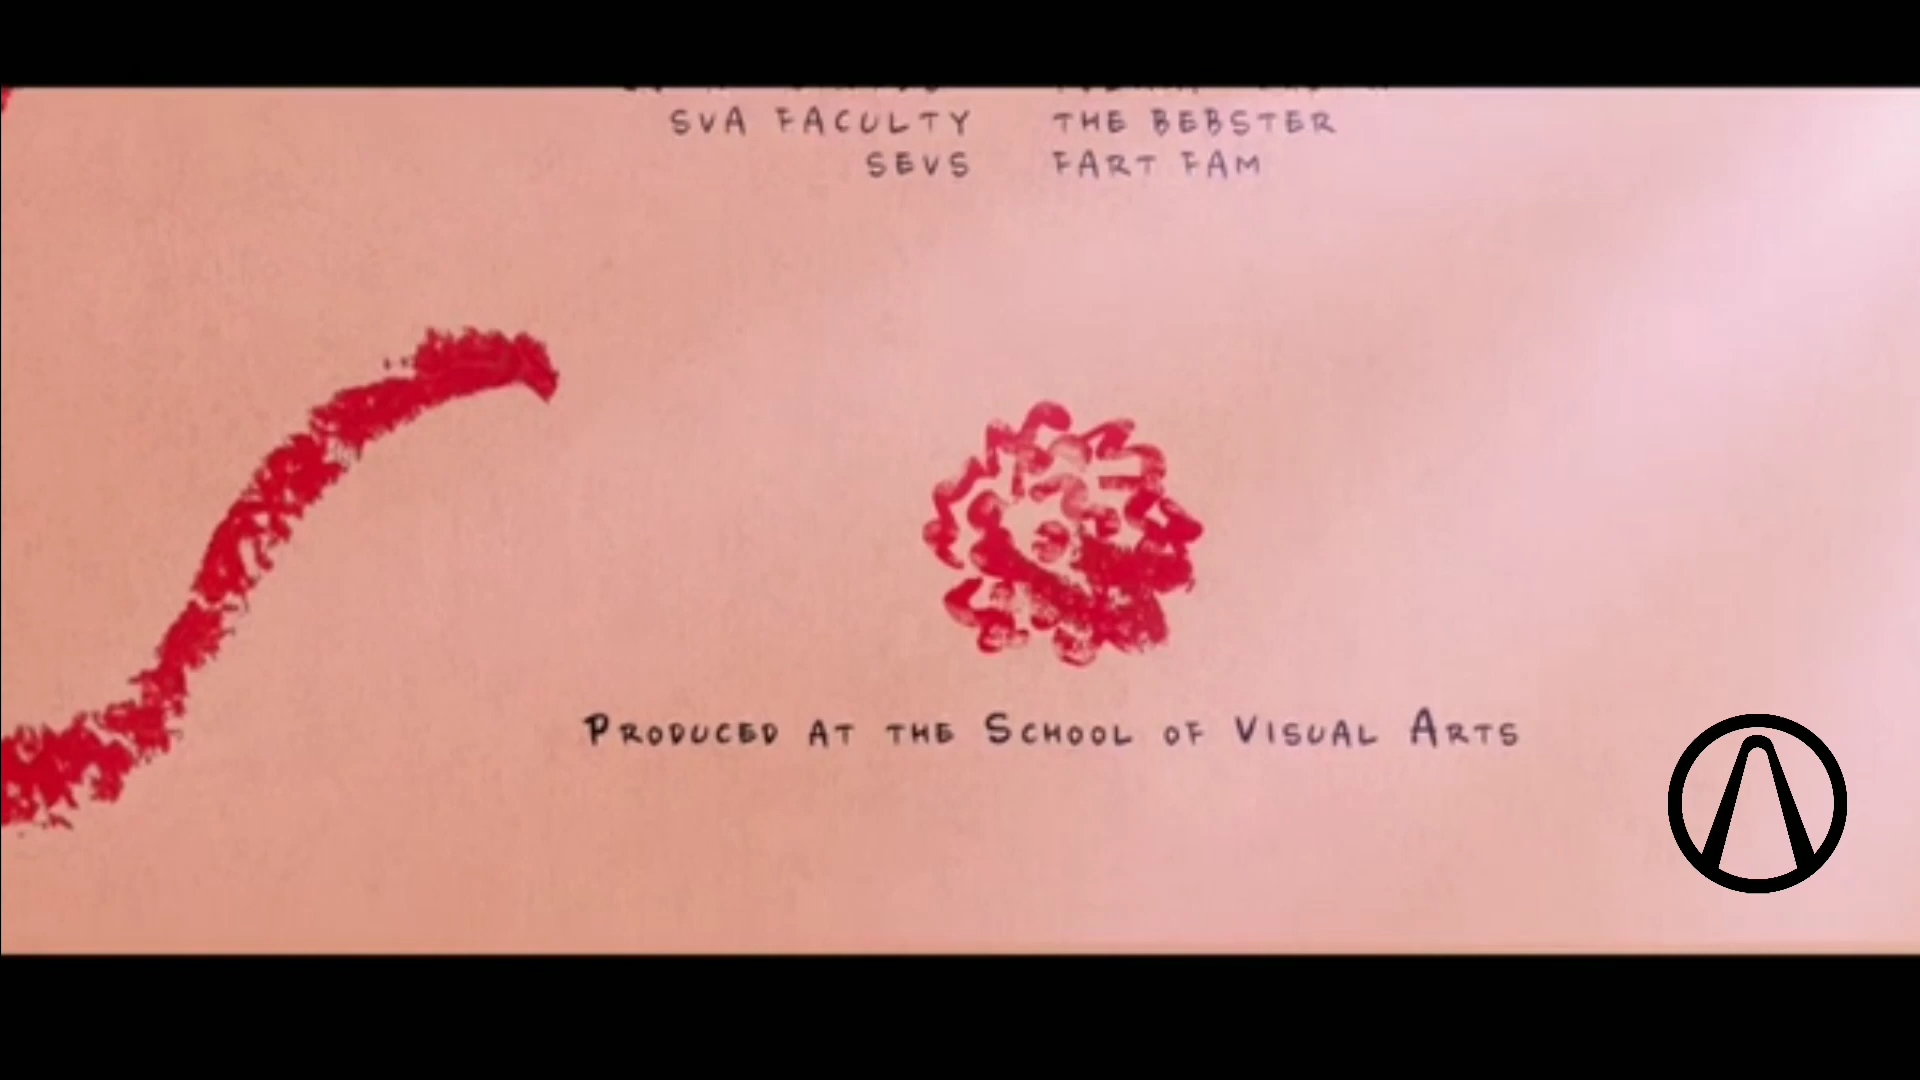 SVA FACULTY THE BEBSTER
SEVS FART FAM
PRODUCED AT THE SCHOOL OF VISUAL ARTS